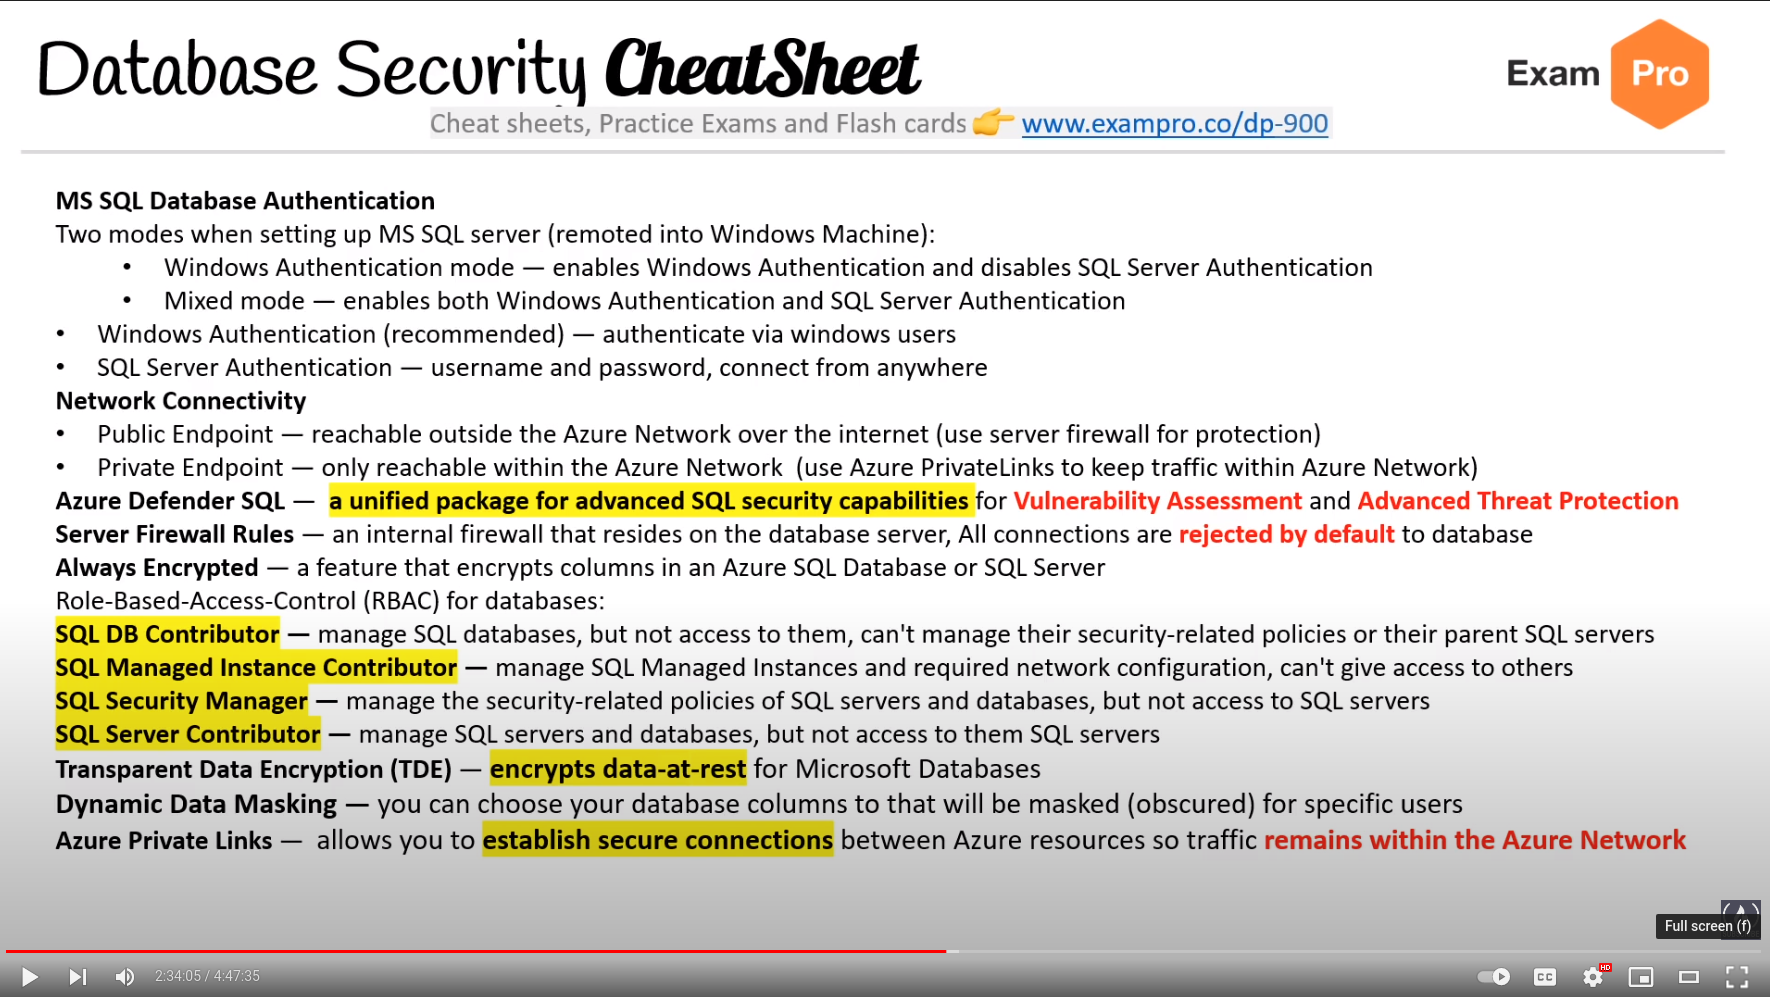 Database Security CheatSheet
Exam Pro
Cheat sheets, Practice Exams and Flash cards 👉 www.exampro.co/dp-900
MS SQL Database Authentication
Two modes when setting up MS SQL server (remoted into Windows Machine):
• Windows Authentication mode — enables Windows Authentication and disables SQL Server Authentication
• Mixed mode — enables both Windows Authentication and SQL Server Authentication
• Windows Authentication (recommended) — authenticate via windows users
• SQL Server Authentication — username and password, connect from anywhere
Network Connectivity
• Public Endpoint — reachable outside the Azure Network over the internet (use server firewall for protection)
• Private Endpoint — only reachable within the Azure Network (use Azure PrivateLinks to keep traffic within Azure Network)
Azure Defender SQL — a unified package for advanced SQL security capabilities for Vulnerability Assessment and Advanced Threat Protection
Server Firewall Rules — an internal firewall that resides on the database server, All connections are rejected by default to database
Always Encrypted — a feature that encrypts columns in an Azure SQL Database or SQL Server
Role-Based-Access-Control (RBAC) for databases:
SQL DB Contributor — manage SQL databases, but not access to them, can't manage their security-related policies or their parent SQL servers
SQL Managed Instance Contributor — manage SQL Managed Instances and required network configuration, can't give access to others
SQL Security Manager — manage the security-related policies of SQL servers and databases, but not access to SQL servers
SQL Server Contributor — manage SQL servers and databases, but not access to them SQL servers
Transparent Data Encryption (TDE) — encrypts data-at-rest for Microsoft Databases
Dynamic Data Masking — you can choose your database columns to that will be masked (obscured) for specific users
Azure Private Links — allows you to establish secure connections between Azure resources so traffic remains within the Azure Network
Full screen (f)
2:34:05 / 4:47:35
CC
HD